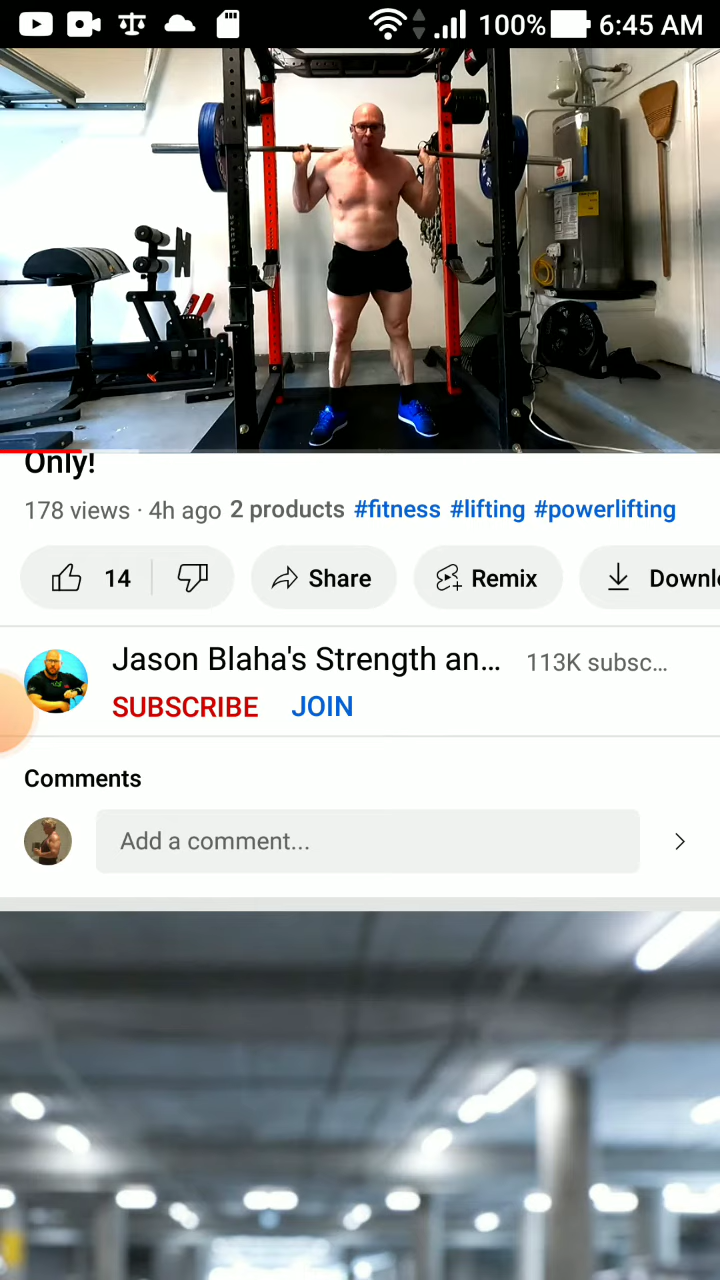 100% 6:45 AM
Only!
178 views · 4h ago 2 products #fitness #lifting #powerlifting
14 Share Remix Downl
Jason Blaha's Strength an... 113K subsc...
SUBSCRIBE JOIN
Comments
Add a comment...